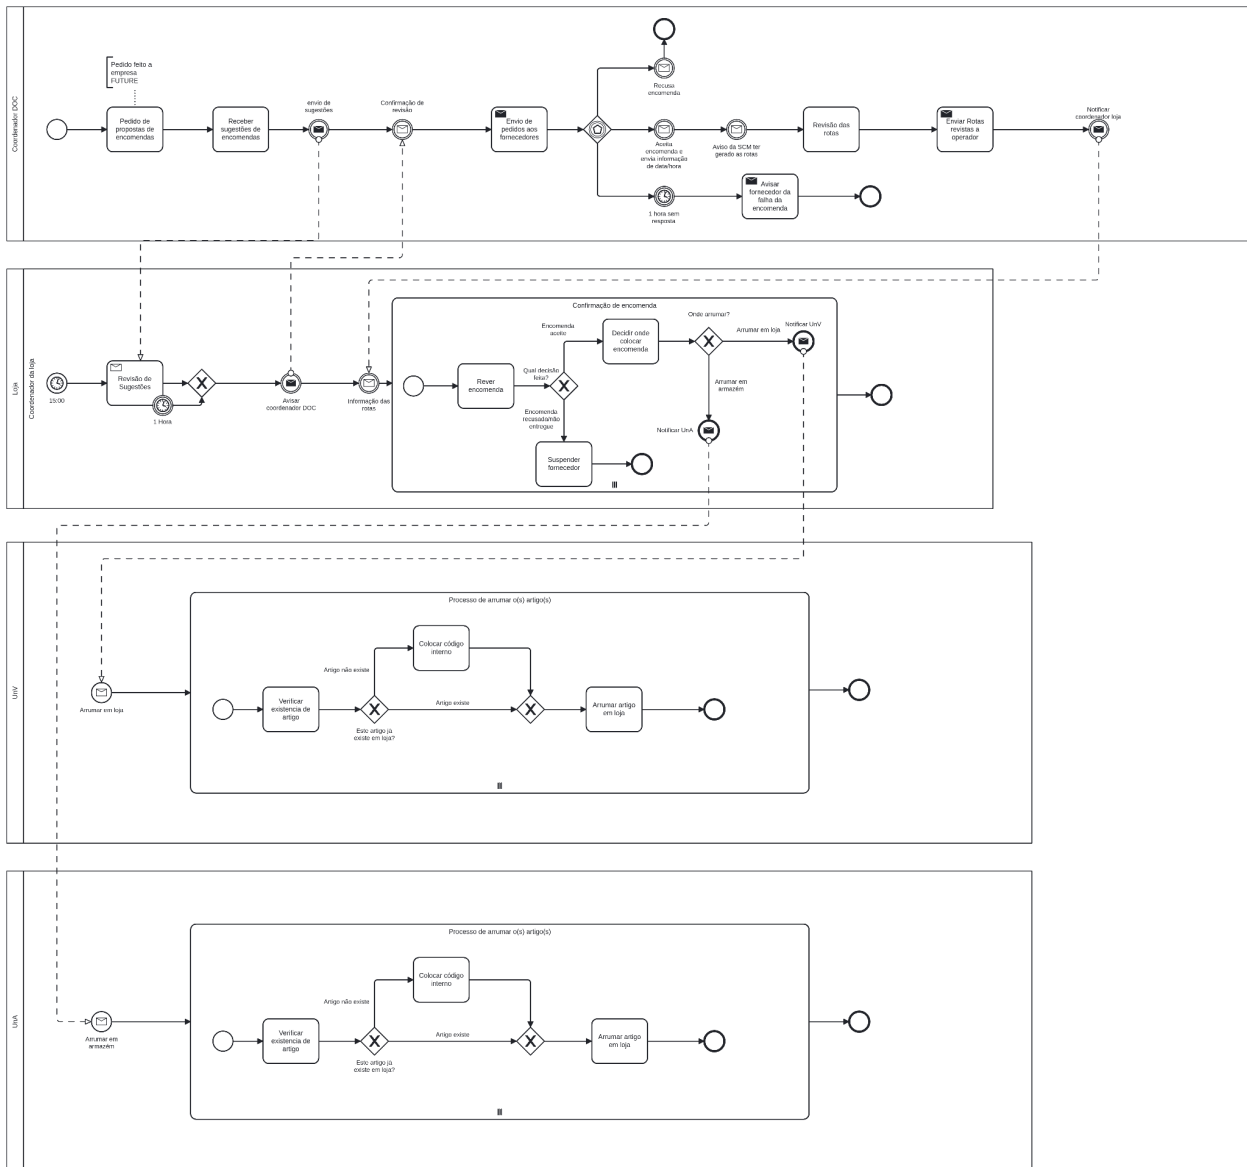 Coordenador DOC
Pedido feito a
empresa
FUTURE
Pedido de
propostas de
encomendas
Receber
sugestões de
encomendas
envio de
sugestões
Confirmação de
revisão
Envio de
pedidos aos
fornecedores
Recusa
encomenda
Aceita
encomenda e
envia informação
de data/hora
Aviso da SCM ter
gerado as rotas
Revisão das
rotas
Enviar Rotas
revistas a
operador
Notificar
coordenador loja
1 hora sem
resposta
Avisar
fornecedor da
falha da
encomenda
Loja
Coordenador da loja
15:00
Revisão de
Sugestões
1 Hora
Avisar
coordenador DOC
Informação das
rotas
Confirmação de encomenda
Rever
encomenda
Qual decisão
feita?
Encomenda
aceite
Encomenda
recusada/não
entregue
Decidir onde
colocar
encomenda
Onde arrumar?
Arrumar em loja
Notificar UnV
Arrumar em
armazém
Notificar UnA
Suspender
fornecedor
UnV
Arrumar em loja
Processo de arrumar o(s) artigo(s)
Verificar
existencia de
artigo
Artigo não existe
Este artigo já
existe em loja?
Colocar código
interno
Artigo existe
Arrumar artigo
em loja
UnA
Arrumar em
armazém
Processo de arrumar o(s) artigo(s)
Verificar
existencia de
artigo
Artigo não existe
Este artigo já
existe em loja?
Colocar código
interno
Artigo existe
Arrumar artigo
em loja